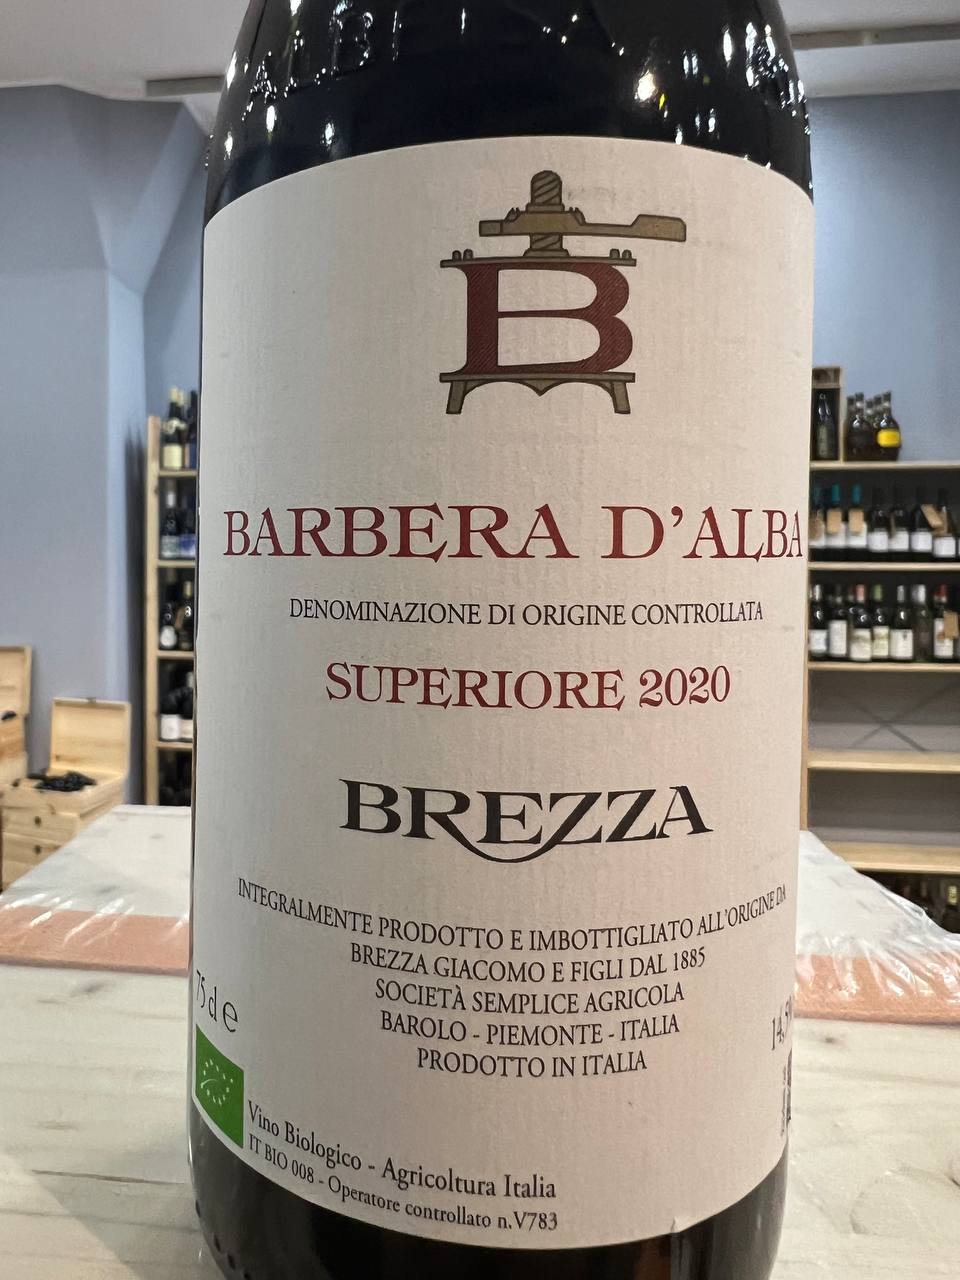 B
BARBERA D'ALBA
DENOMINAZIONE DI ORIGINE CONTROLLATA
SUPERIORE 2020
BREZZA
INTEGRALMENTE PRODOTTO E IMBOTTIGLIATO ALL'ORIGINE DA
BREZZA GIACOMO E FIGLI DAL 1885
SOCIETÀ SEMPLICE AGRICOLA
BAROLO - PIEMONTE - ITALIA
PRODOTTO IN ITALIA
75 cl e
Vino Biologico - Agricoltura Italia
IT BIO 008 - Operatore controllato n.V783